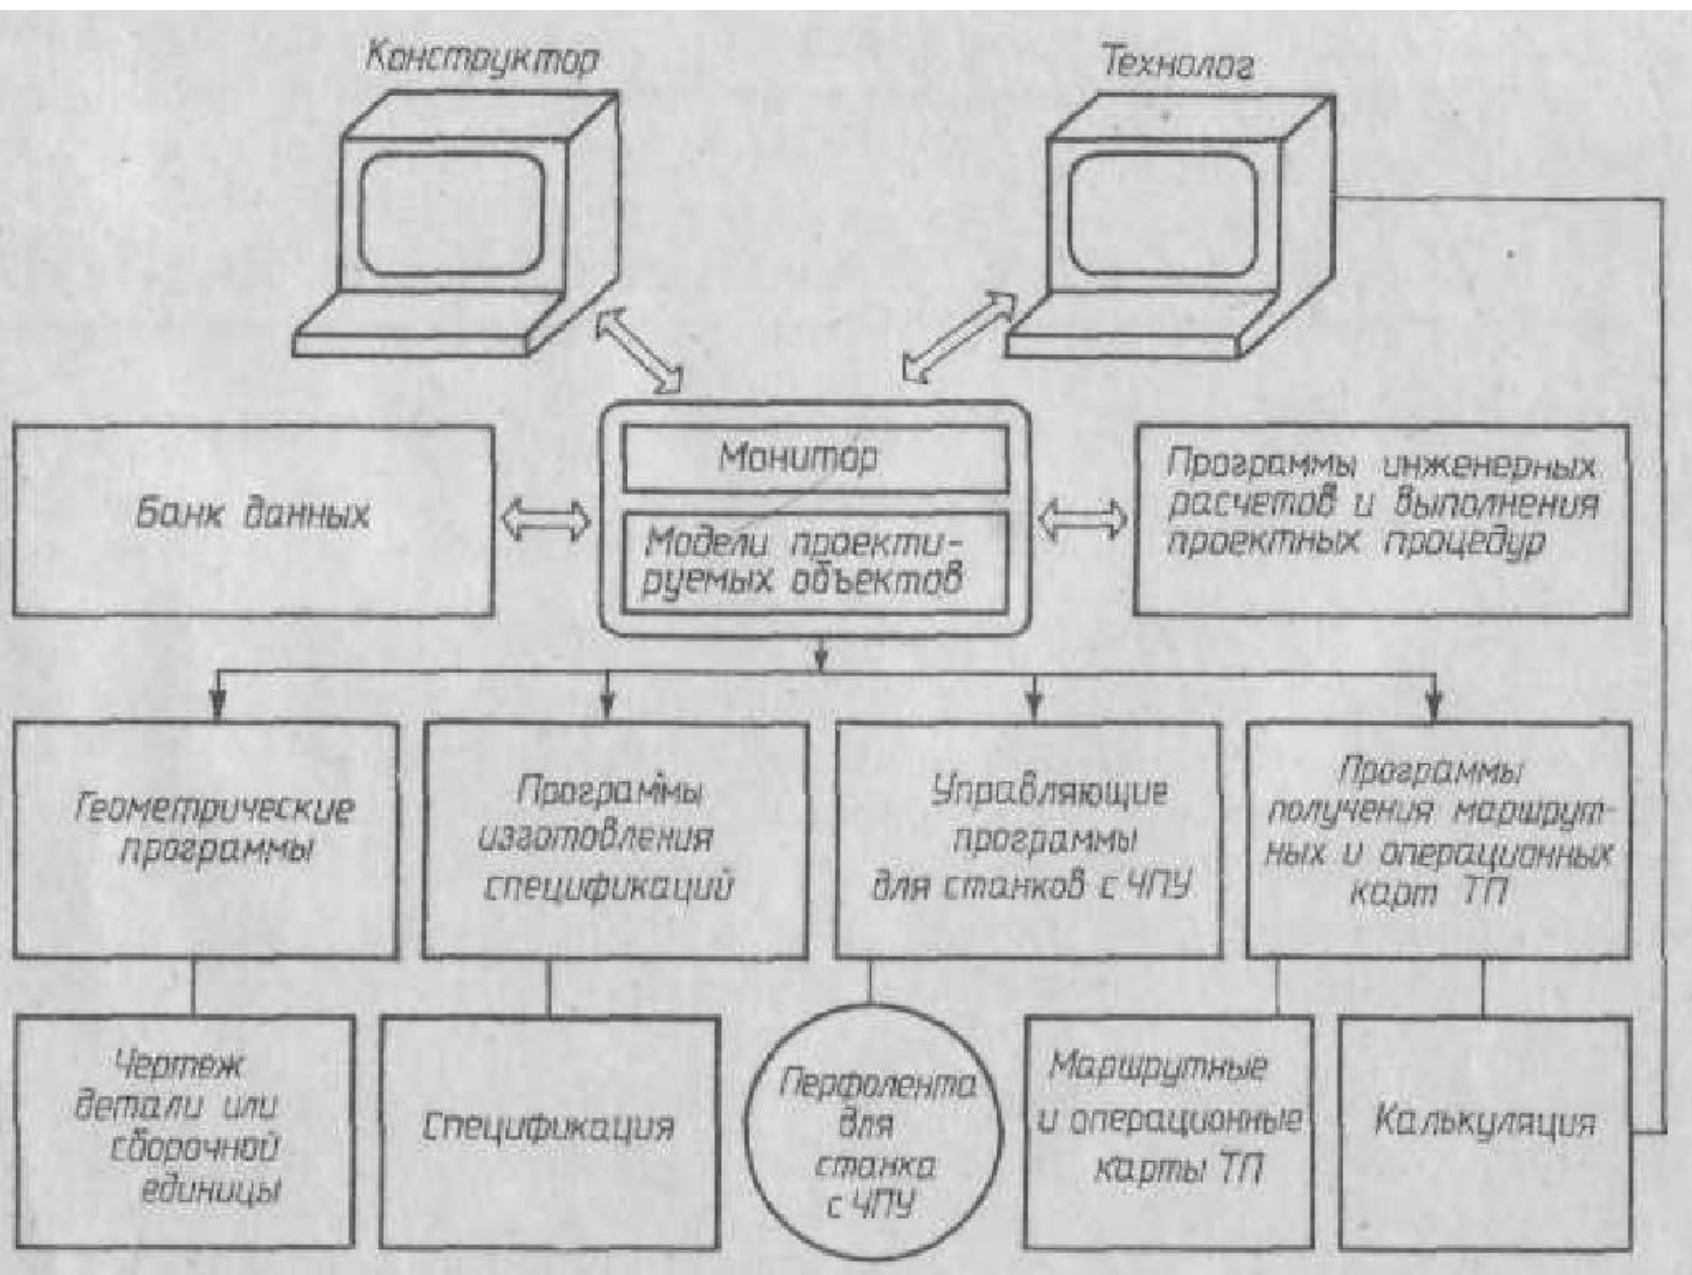 Конструктор
Технолог
Банк данных
Монитор
Модели проекти-
руемых объектов
Программы инженерных
расчетов и выполнения
проектных процедур
Геометрические
программы
Программы
изготовления
спецификаций
Управляющие
программы
для станков с ЧПУ
Программы
получения маршрут-
ных и операционных
карт ТП
Чертеж
детали или
сборочной
единицы
Спецификация
Перфолента
для
станка
с ЧПУ
Маршрутные
и операционные
карты ТП
Калькуляция